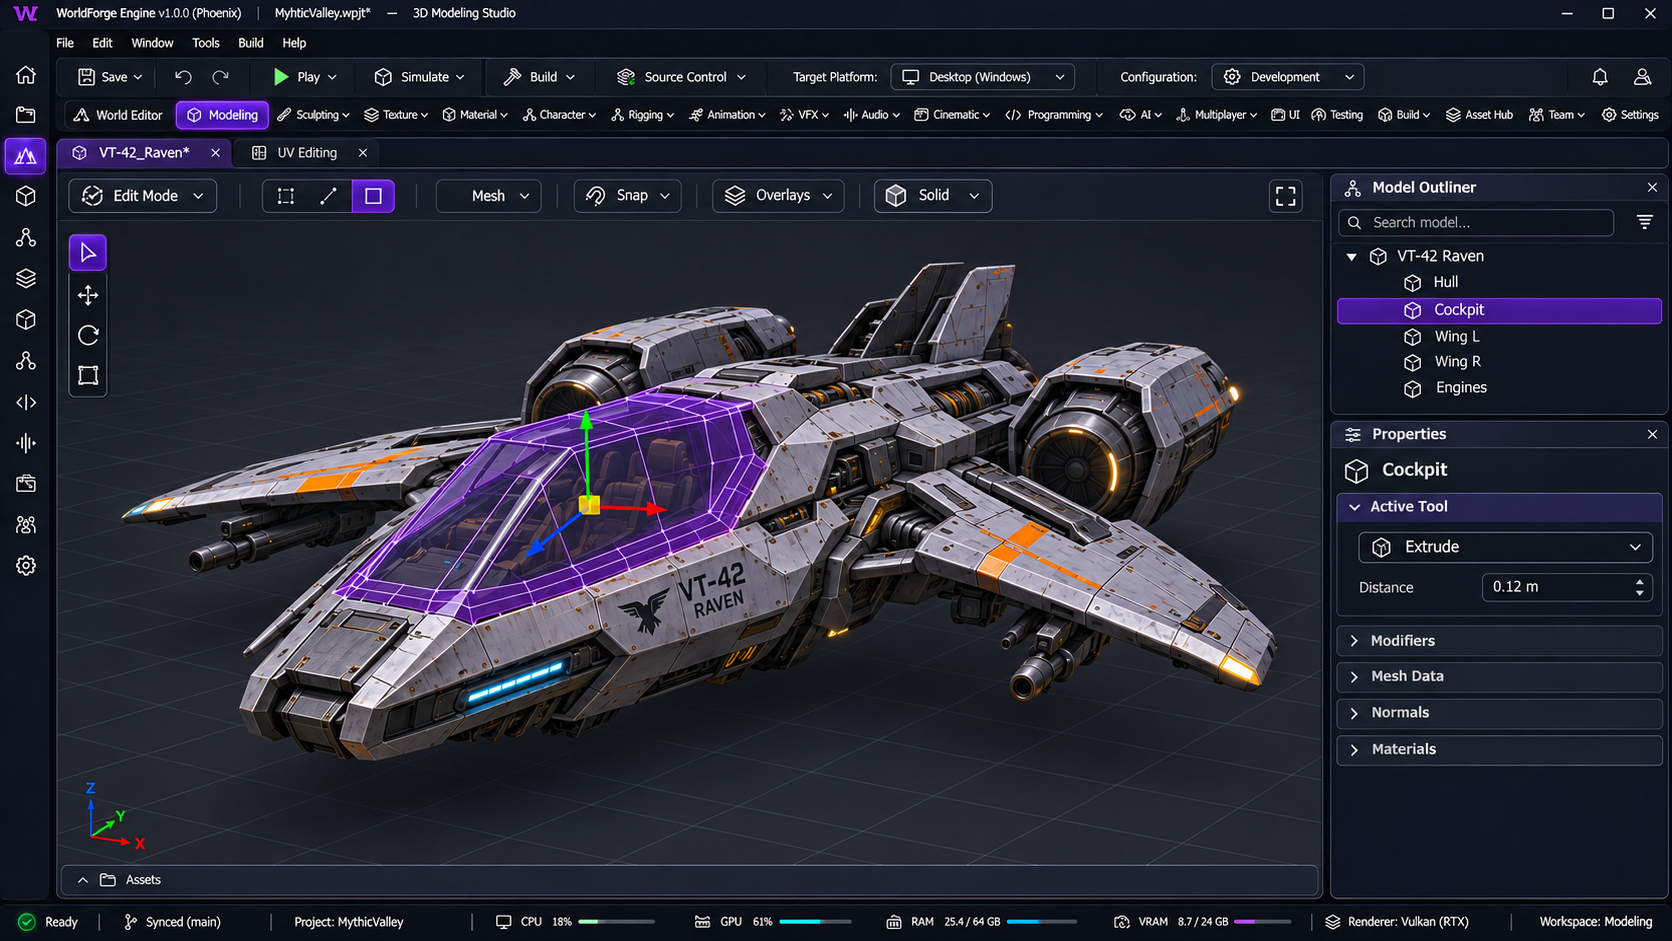 W WorldForge Engine v1.0.0 (Phoenix) MyhticValley.wpjt* — 3D Modeling Studio
File Edit Window Tools Build Help
Save Play Simulate Build Source Control Target Platform: Desktop (Windows) Configuration: Development
World Editor Modeling Sculpting Texture Material Character Rigging Animation VFX Audio Cinematic Programming AI Multiplayer UI Testing Build Asset Hub Team Settings
VT-42_Raven* UV Editing
Edit Mode Mesh Snap Overlays Solid
Model Outliner
Search model...
VT-42 Raven
Hull
Cockpit
Wing L
Wing R
Engines
Properties
Cockpit
Active Tool
Extrude
Distance 0.12 m
Modifiers
Mesh Data
Normals
Materials
VT-42
RAVEN
Z
Y
X
Assets
Ready Synced (main) Project: MythicValley CPU 18% GPU 61% RAM 25.4 / 64 GB VRAM 8.7 / 24 GB Renderer: Vulkan (RTX) Workspace: Modeling